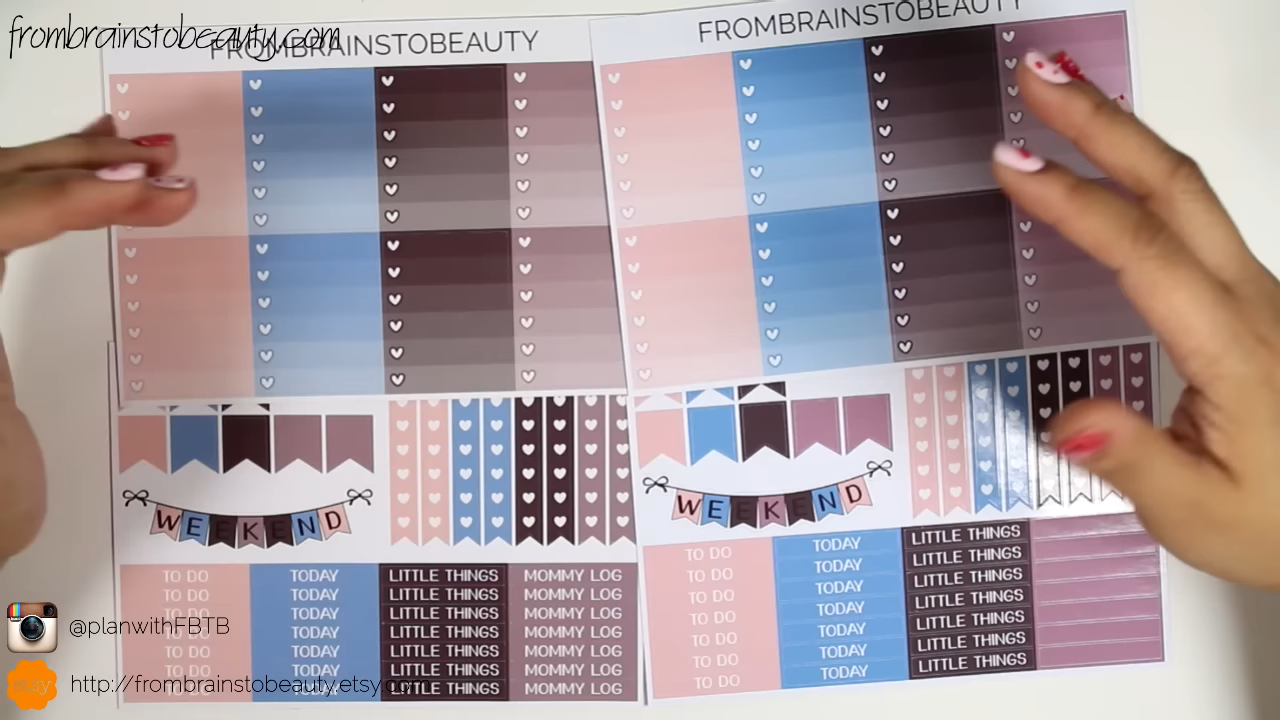 frombrainstobeauty.com
FROMBRAINSTOBEAUTY
FROMBRAINSTOBEAUTY
WEEKEND
WEEKEND
TO DO TODAY LITTLE THINGS MOMMY LOG
TO DO TODAY LITTLE THINGS MOMMY LOG
TO DO TODAY LITTLE THINGS MOMMY LOG
TO DO TODAY LITTLE THINGS MOMMY LOG
TO DO TODAY LITTLE THINGS MOMMY LOG
TO DO TODAY LITTLE THINGS MOMMY LOG
TO DO TODAY LITTLE THINGS MOMMY LOG
TO DO TODAY LITTLE THINGS
TO DO TODAY LITTLE THINGS
TO DO TODAY LITTLE THINGS
TO DO TODAY LITTLE THINGS
TO DO TODAY LITTLE THINGS
TO DO TODAY LITTLE THINGS
TO DO TODAY LITTLE THINGS
@planwithFBTB
Etsy
http://frombrainstobeauty.etsy.com